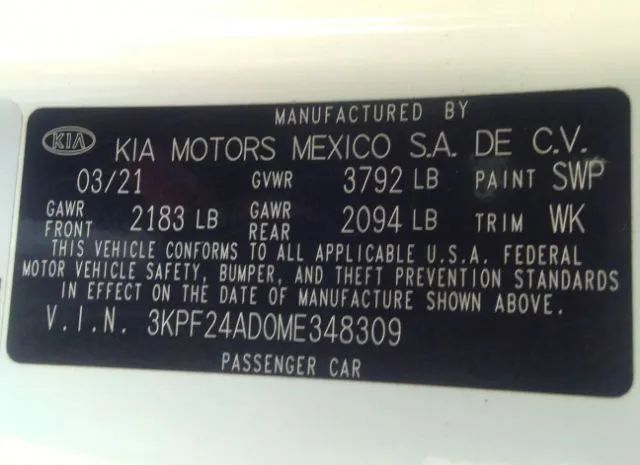 MANUFACTURED BY
KIA KIA MOTORS MEXICO S.A. DE C.V.
03/21 GVWR 3792 LB PAINT SWP
GAWR FRONT 2183 LB GAWR REAR 2094 LB TRIM WK
THIS VEHICLE CONFORMS TO ALL APPLICABLE U.S.A. FEDERAL
MOTOR VEHICLE SAFETY, BUMPER, AND THEFT PREVENTION STANDARDS
IN EFFECT ON THE DATE OF MANUFACTURE SHOWN ABOVE.
V.I.N. 3KPF24AD0ME348309
PASSENGER CAR